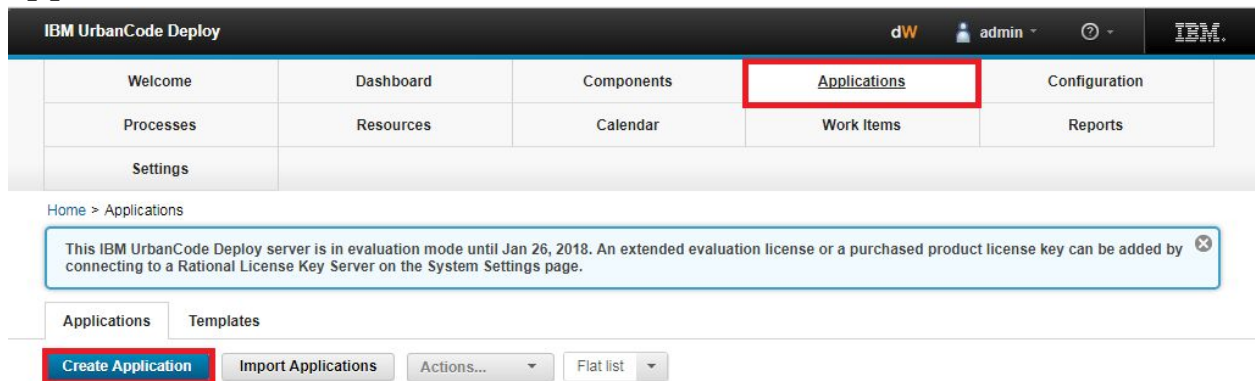 IBM UrbanCode Deploy dW admin IBM.
Welcome Dashboard Components Applications Configuration
Processes Resources Calendar Work Items Reports
Settings
Home > Applications
This IBM UrbanCode Deploy server is in evaluation mode until Jan 26, 2018. An extended evaluation license or a purchased product license key can be added by
connecting to a Rational License Key Server on the System Settings page.
Applications Templates
Create Application Import Applications Actions... Flat list